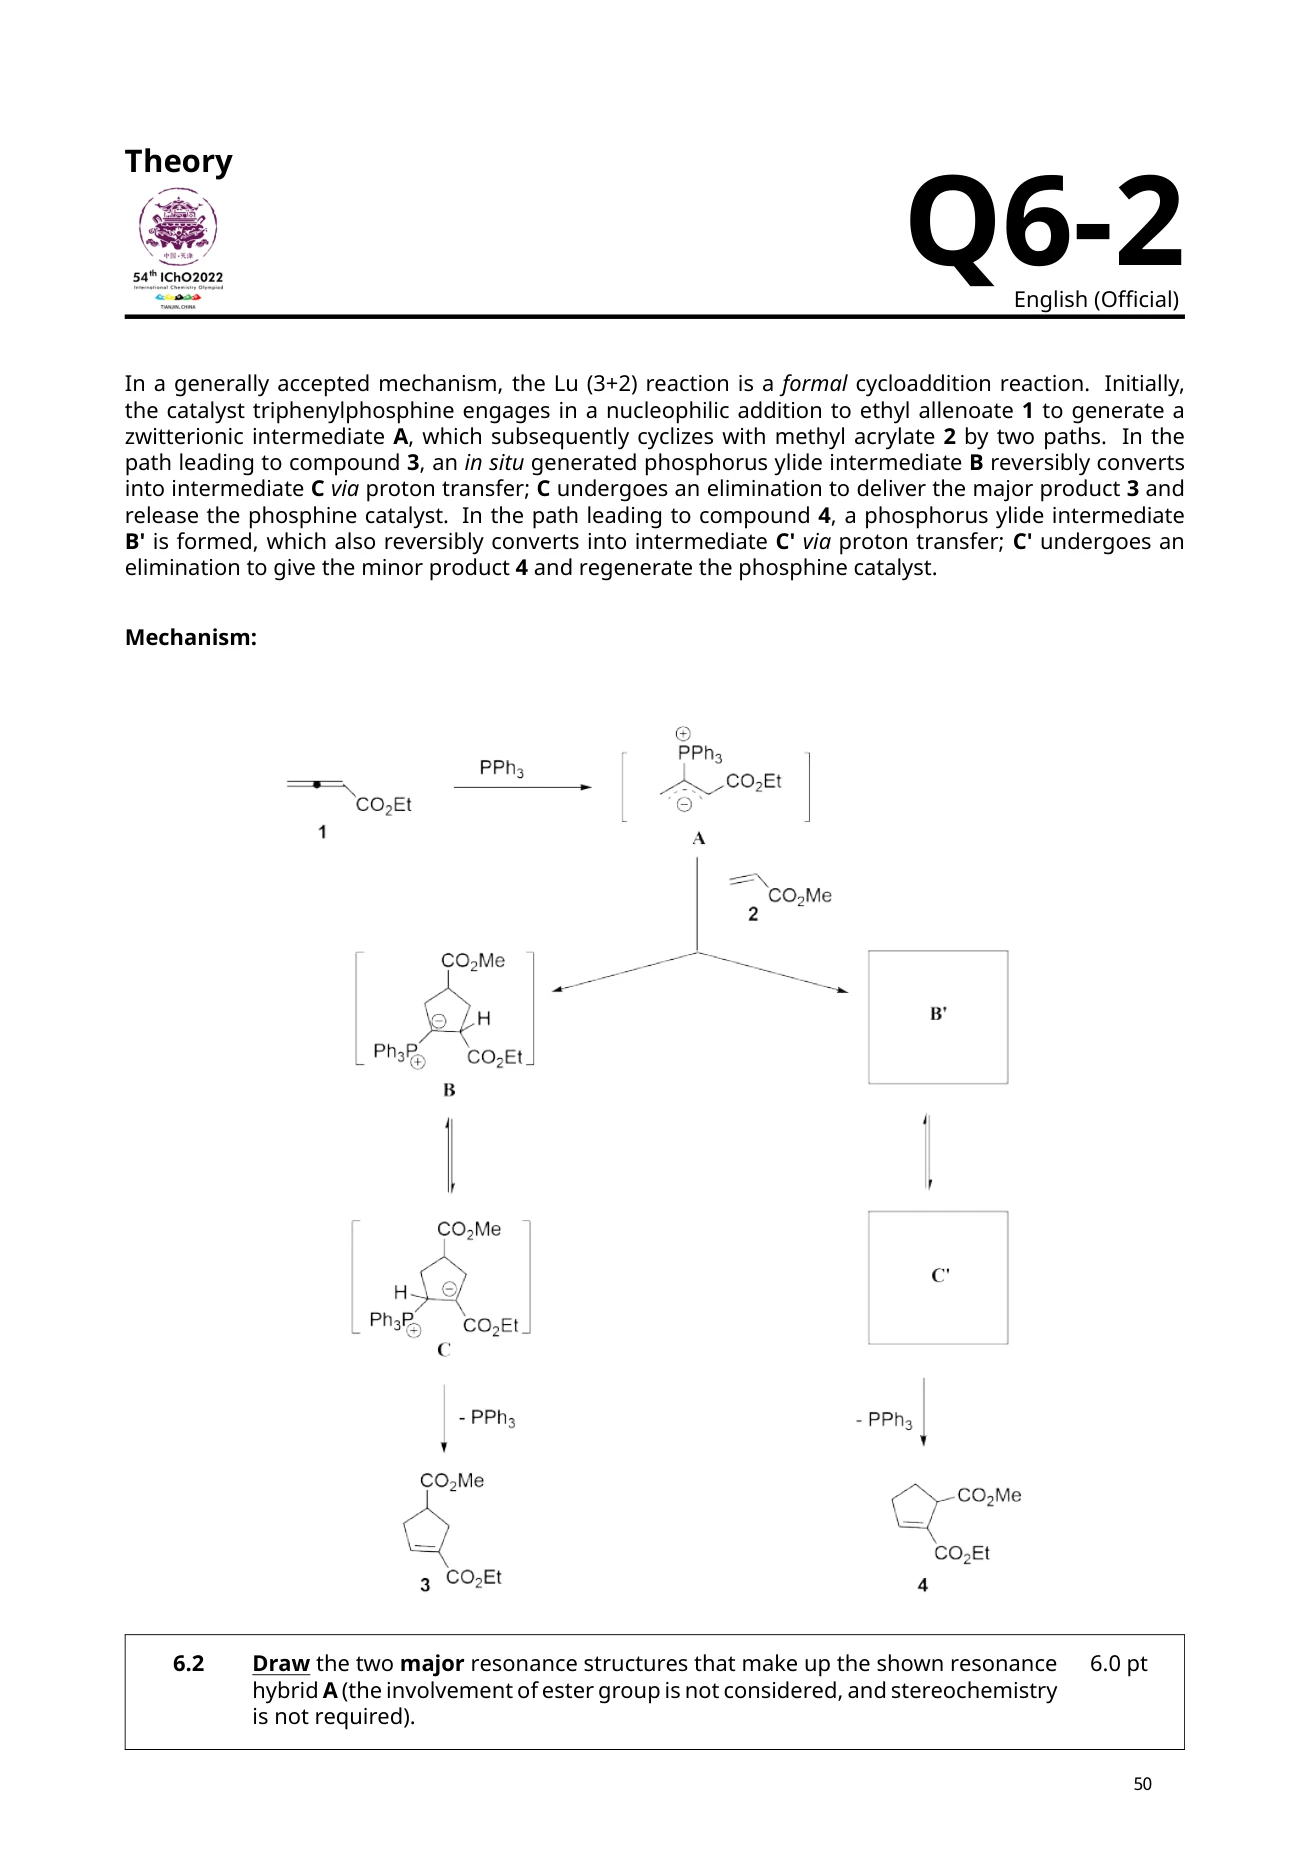 Theory
Q6-2
中国·天津
54th IChO2022
International Chemistry Olympiad
TIANJIN, CHINA
English (Official)
In a generally accepted mechanism, the Lu (3+2) reaction is a formal cycloaddition reaction. Initially,
the catalyst triphenylphosphine engages in a nucleophilic addition to ethyl allenoate 1 to generate a
zwitterionic intermediate A, which subsequently cyclizes with methyl acrylate 2 by two paths. In the
path leading to compound 3, an in situ generated phosphorus ylide intermediate B reversibly converts
into intermediate C via proton transfer; C undergoes an elimination to deliver the major product 3 and
release the phosphine catalyst. In the path leading to compound 4, a phosphorus ylide intermediate
B' is formed, which also reversibly converts into intermediate C' via proton transfer; C' undergoes an
elimination to give the minor product 4 and regenerate the phosphine catalyst.
Mechanism:
⊕
PPh3
PPh3
CO2Et
⊖
CO2Et
1
A
CO2Me
2
CO2Me
⊖
H
Ph3P
⊕
CO2Et
B
B'
CO2Me
H
⊖
Ph3P
⊕
CO2Et
C
C'
- PPh3
- PPh3
CO2Me
CO2Et
3
CO2Me
CO2Et
4
6.2 Draw the two major resonance structures that make up the shown resonance 6.0 pt
hybrid A (the involvement of ester group is not considered, and stereochemistry
is not required).
50